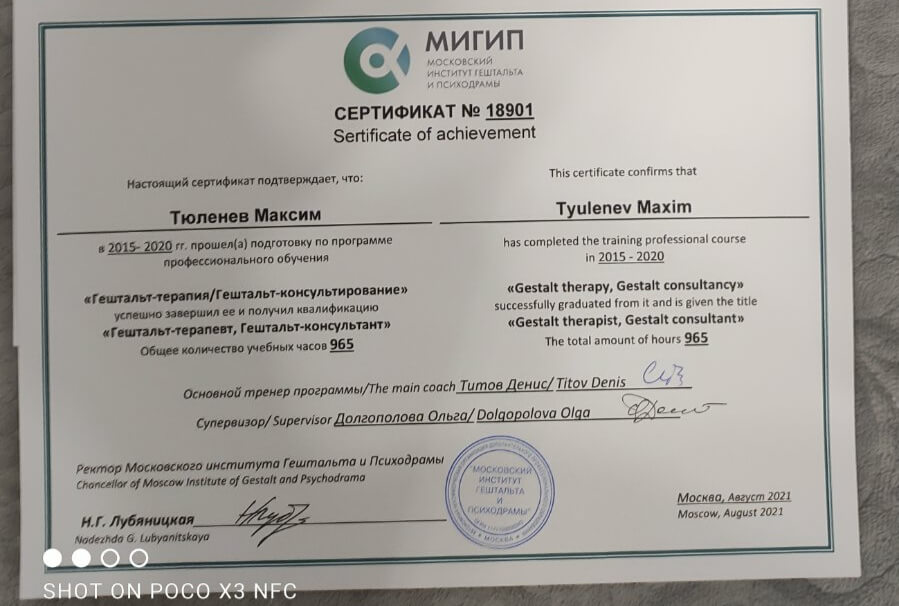 МИГИП
МОСКОВСКИЙ
ИНСТИТУТ ГЕШТАЛЬТА
И ПСИХОДРАМЫ
СЕРТИФИКАТ № 18901
Sertificate of achievement
Настоящий сертификат подтверждает, что:
Тюленев Максим
в 2015- 2020 гг. прошел(а) подготовку по программе
профессионального обучения
«Гештальт-терапия/Гештальт-консультирование»
успешно завершил ее и получил квалификацию
«Гештальт-терапевт, Гештальт-консультант»
Общее количество учебных часов 965
This certificate confirms that
Tyulenev Maxim
has completed the training professional course
in 2015 - 2020
«Gestalt therapy, Gestalt consultancy»
successfully graduated from it and is given the title
«Gestalt therapist, Gestalt consultant»
The total amount of hours 965
Основной тренер программы/The main coach Титов Денис/ Titov Denis
Супервизор/ Supervisor Долгополова Ольга/ Dolgopolova Olga
Ректор Московского института Гештальта и Психодрамы
Chancellor of Moscow Institute of Gestalt and Psychodrama
Н.Г. Лубяницкая
Nadezhda G. Lubyanitskaya
"МОСКОВСКИЙ
ИНСТИТУТ
ГЕШТАЛЬТА
И
ПСИХОДРАМЫ"
МОСКВА
Москва, Август 2021
Moscow, August 2021
SHOT ON POCO X3 NFC